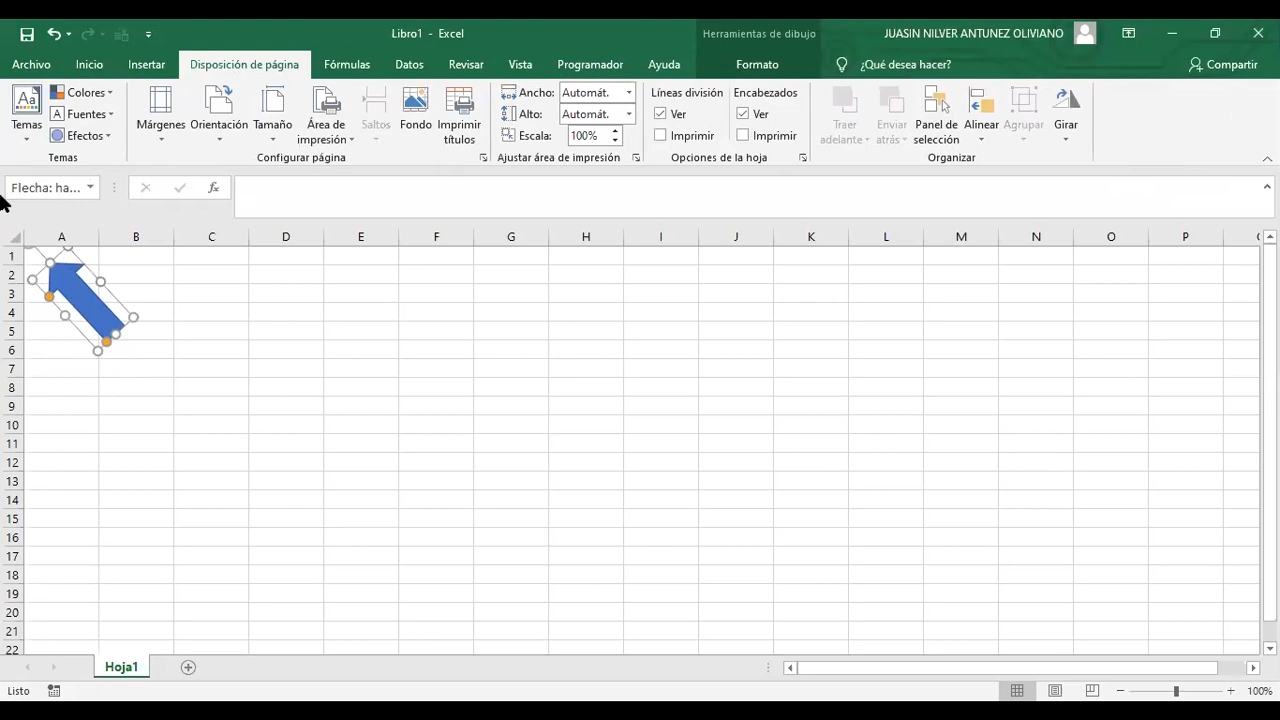 Libro1 - Excel
Herramientas de dibujo
JUASIN NILVER ANTUNEZ OLIVIANO
Archivo
Inicio
Insertar
Disposición de página
Fórmulas
Datos
Revisar
Vista
Programador
Ayuda
Formato
¿Qué desea hacer?
Compartir
Aa
Temas
Colores
Fuentes
Efectos
Temas
Márgenes
Orientación
Tamaño
Área de impresión
Saltos
Fondo
Imprimir títulos
Configurar página
Ancho: Automát.
Alto: Automát.
Escala: 100%
Ajustar área de impresión
Líneas división
Ver
Imprimir
Encabezados
Ver
Imprimir
Opciones de la hoja
Traer adelante
Enviar atrás
Panel de selección
Alinear
Agrupar
Girar
Organizar
Flecha: ha...
fx
A B C D E F G H I J K L M N O P
1
2
3
4
5
6
7
8
9
10
11
12
13
14
15
16
17
18
19
20
21
22
Hoja1
Listo
100%